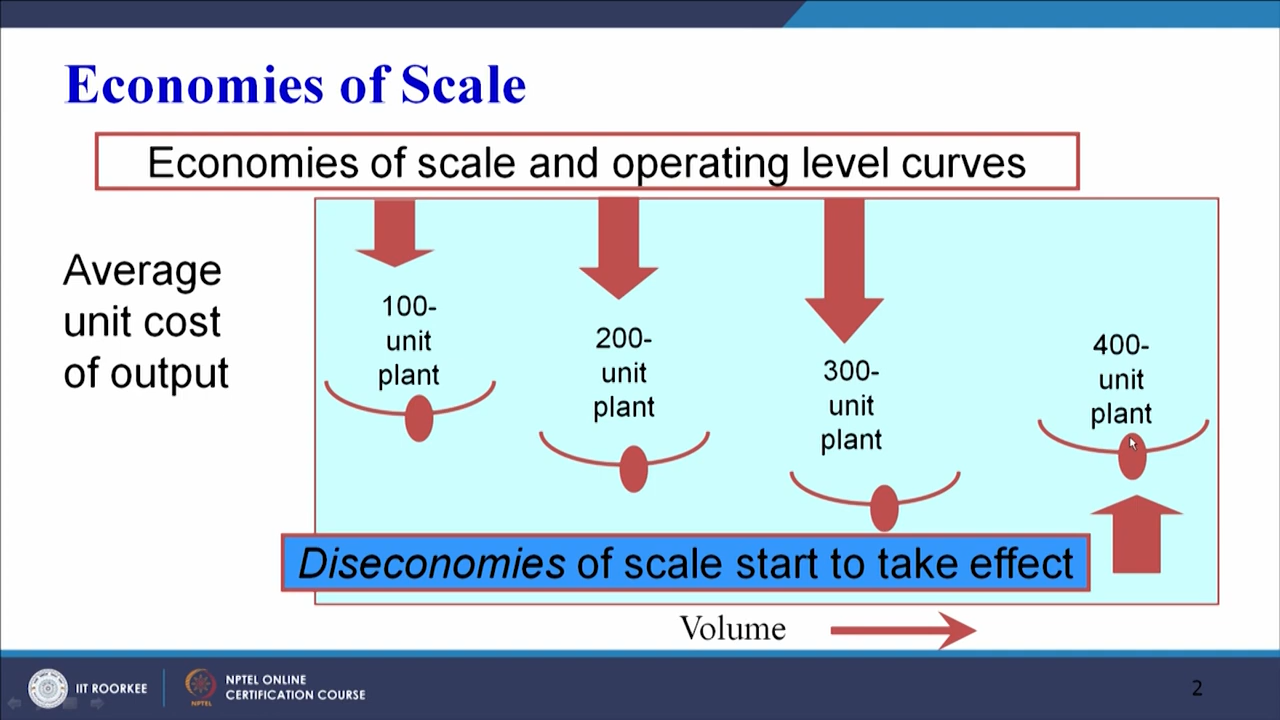 Economies of Scale
Economies of scale and operating level curves
Average
unit cost
of output
100-
unit
plant
200-
unit
plant
300-
unit
plant
400-
unit
plant
Diseconomies of scale start to take effect
Volume
IIT ROORKEE
NPTEL
NPTEL ONLINE
CERTIFICATION COURSE
2